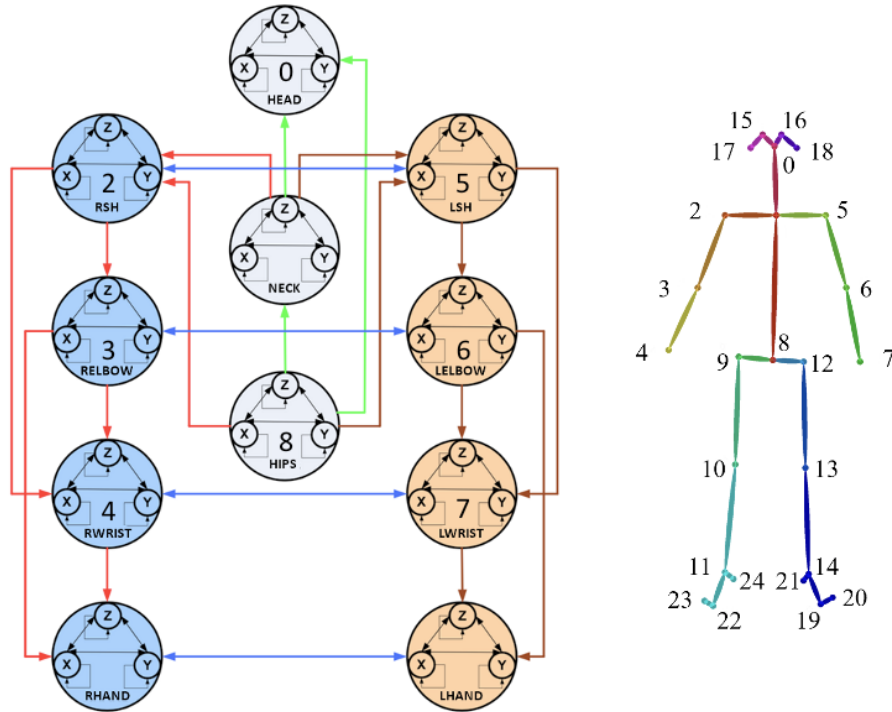 Z
X
Y
0
HEAD
Z
X
Y
2
RSH
Z
X
Y
5
LSH
Z
X
Y
NECK
Z
X
Y
3
RELBOW
Z
X
Y
6
LELBOW
Z
X
Y
8
HIPS
Z
X
Y
4
RWRIST
Z
X
Y
7
LWRIST
Z
X
Y
RHAND
Z
X
Y
LHAND
15 16
17 18
0
2 5
3 6
4 7
8
9 12
10 13
11 14
24 21
23 20
22 19